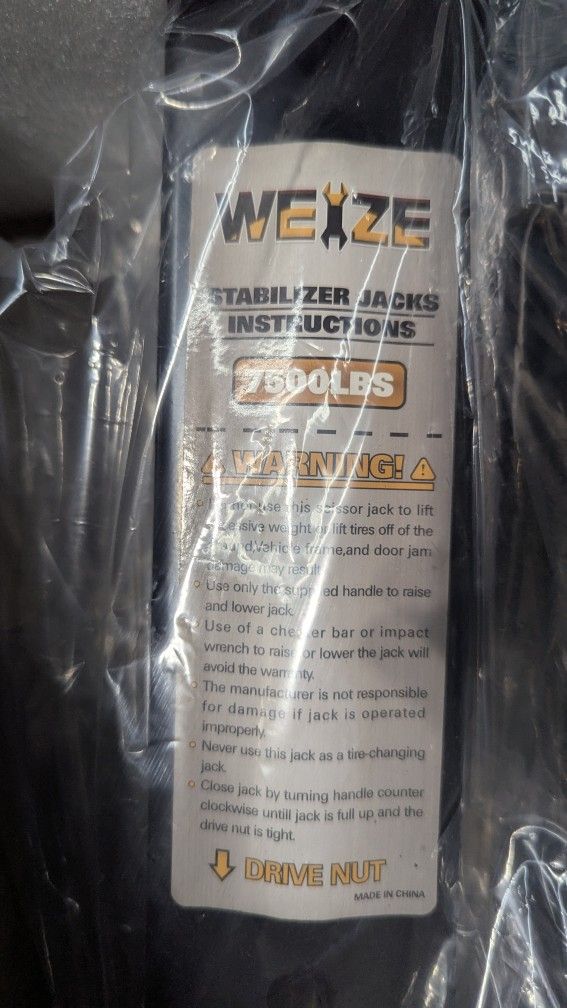 WEIZE
STABILIZER JACKS
INSTRUCTIONS
7500LBS
WARNING!
use this scissor jack to lift
weight or lift tires off of the
Vehicle frame,and door jam
damage may result
Use only the supplied handle to raise
and lower jack.
Use of a cheater bar or impact
wrench to raise or lower the jack will
avoid the warranty.
The manufacturer is not responsible
for damage if jack is operated
improperly.
Never use this jack as a tire-changing
jack.
Close jack by turning handle counter
clockwise untill jack is full up,and the
drive nut is tight.
DRIVE NUT
MADE IN CHINA